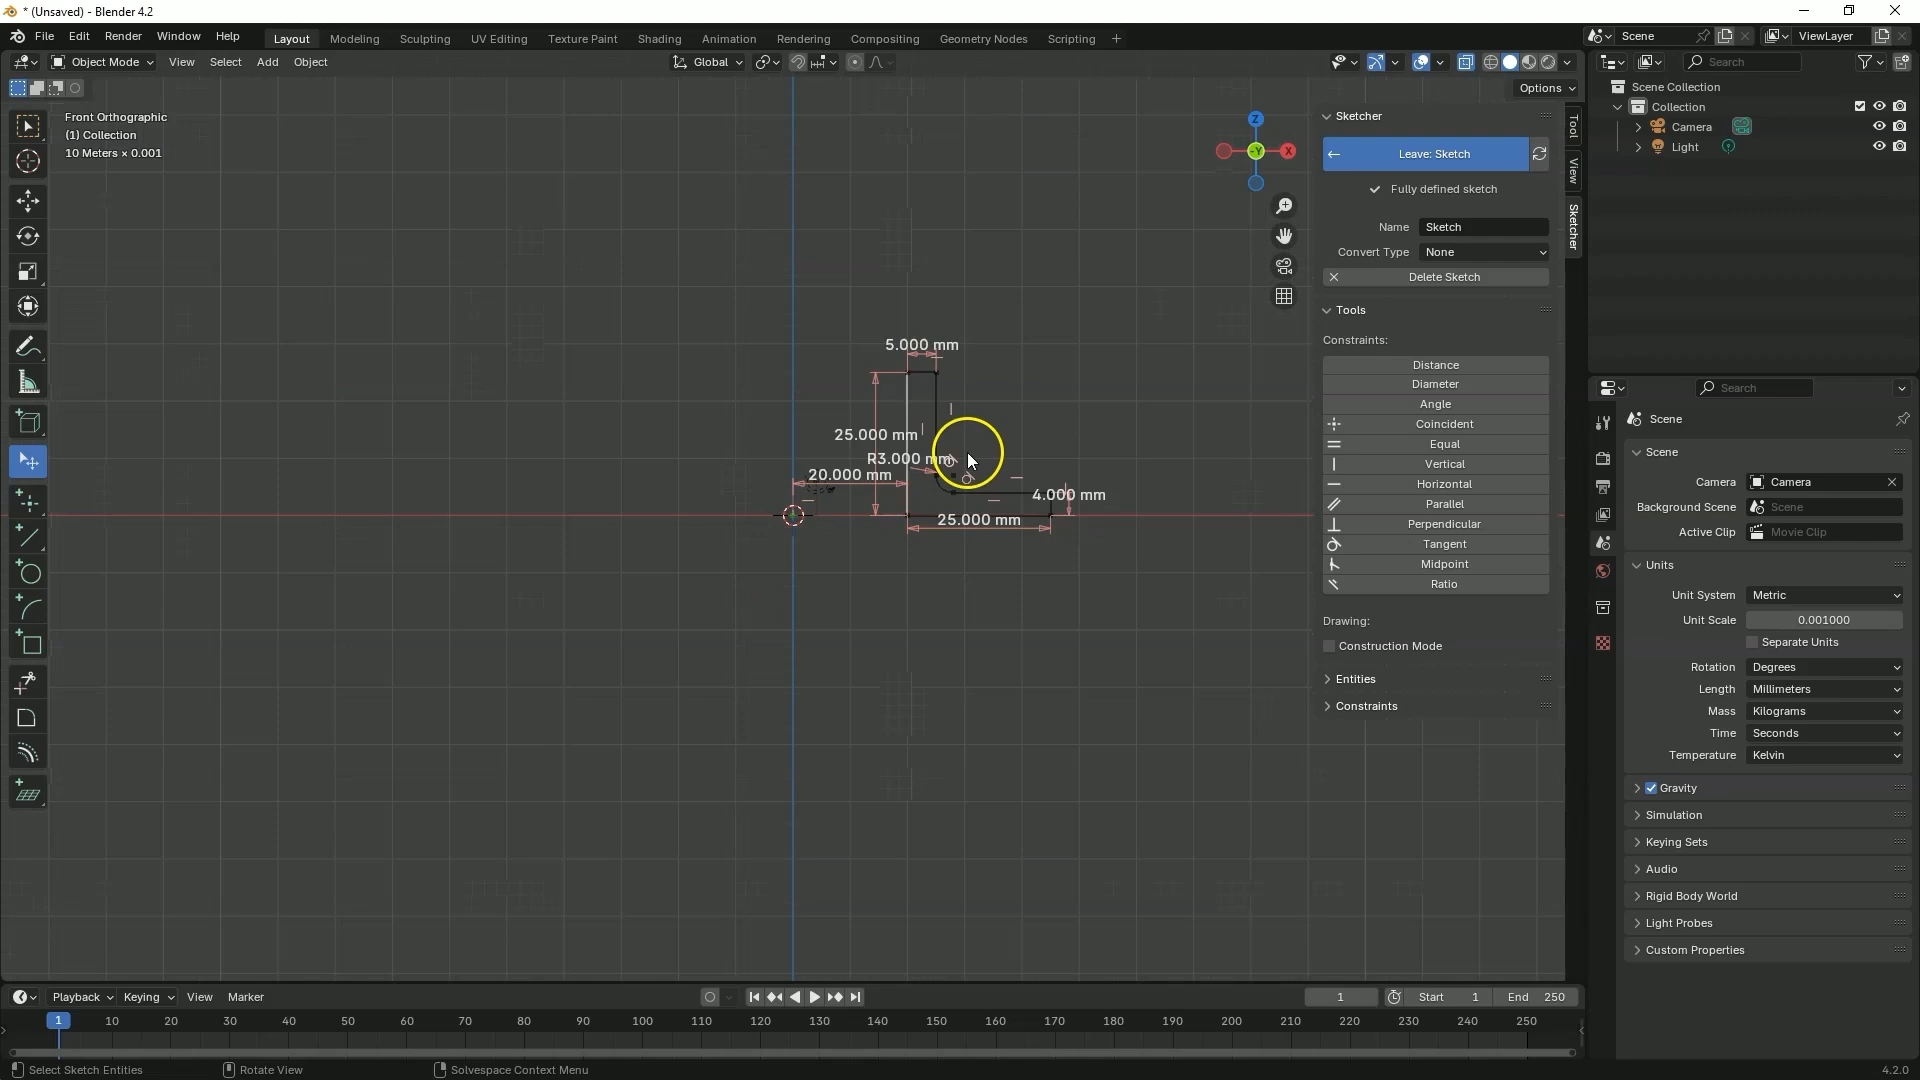 * (Unsaved) - Blender 4.2
File Edit Render Window Help
Layout Modeling Sculpting UV Editing Texture Paint Shading Animation Rendering Compositing Geometry Nodes Scripting +
Scene
ViewLayer
Object Mode View Select Add Object
Global
Options
Front Orthographic
(1) Collection
10 Meters × 0.001
Z
-Y
X
5.000 mm
25.000 mm
R3.000 mm
20.000 mm
4.000 mm
25.000 mm
Sketcher
Leave: Sketch
Fully defined sketch
Name Sketch
Convert Type None
Delete Sketch
Tools
Constraints:
Distance
Diameter
Angle
Coincident
Equal
Vertical
Horizontal
Parallel
Perpendicular
Tangent
Midpoint
Ratio
Drawing:
Construction Mode
Entities
Constraints
Tool
View
Sketcher
Search
Scene Collection
Collection
Camera
Light
Search
Scene
Scene
Camera Camera
Background Scene Scene
Active Clip Movie Clip
Units
Unit System Metric
Unit Scale 0.001000
Separate Units
Rotation Degrees
Length Millimeters
Mass Kilograms
Time Seconds
Temperature Kelvin
Gravity
Simulation
Keying Sets
Audio
Rigid Body World
Light Probes
Custom Properties
Playback Keying View Marker
1 Start 1 End 250
1 10 20 30 40 50 60 70 80 90 100 110 120 130 140 150 160 170 180 190 200 210 220 230 240 250
Select Sketch Entities Rotate View Solvespace Context Menu
4.2.0